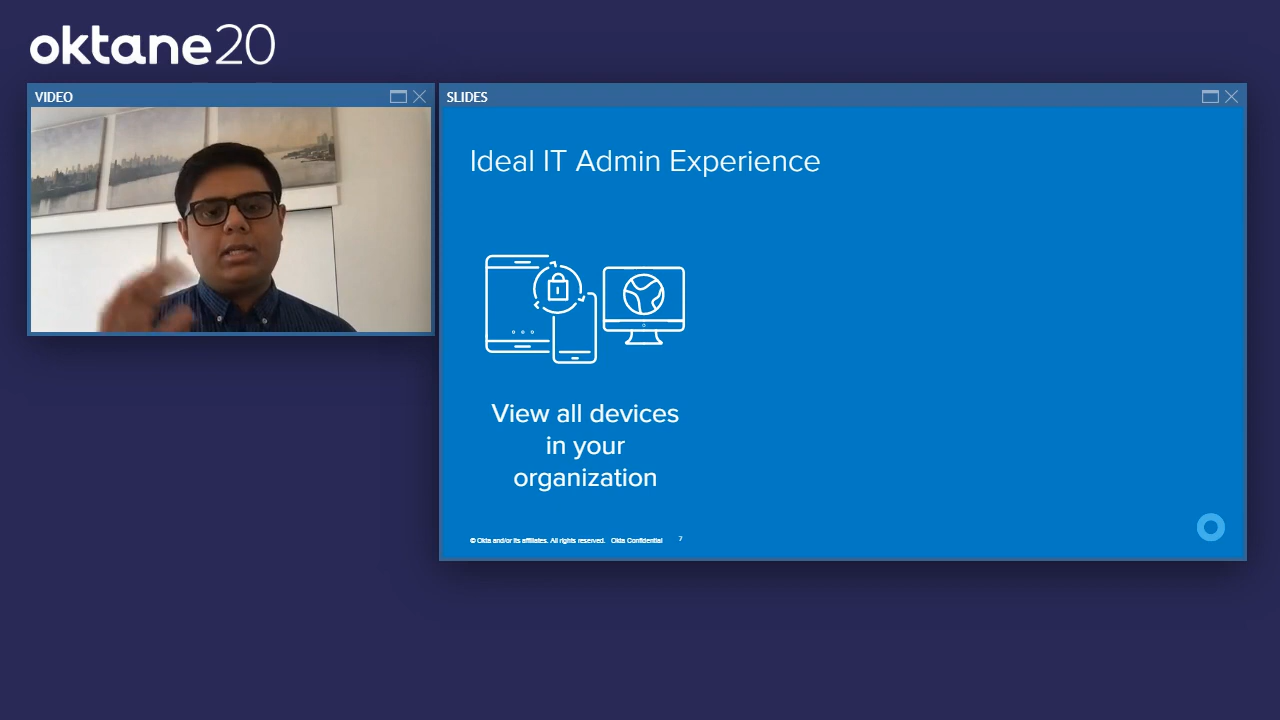 oktane20
VIDEO
SLIDES
Ideal IT Admin Experience
View all devices
in your
organization
© Okta and/or its affiliates. All rights reserved. Okta Confidential 7